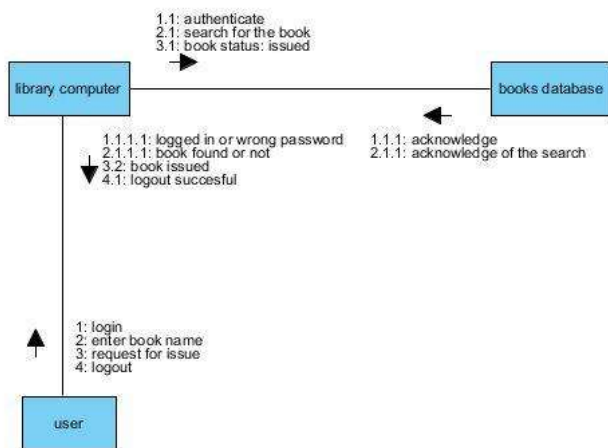 1.1: authenticate
2.1: search for the book
3.1: book status: issued
library computer
books database
1.1.1.1: logged in or wrong password
2.1.1.1: book found or not
3.2: book issued
4.1: logout succesful
1.1.1: acknowledge
2.1.1: acknowledge of the search
1: login
2: enter book name
3: request for issue
4: logout
user